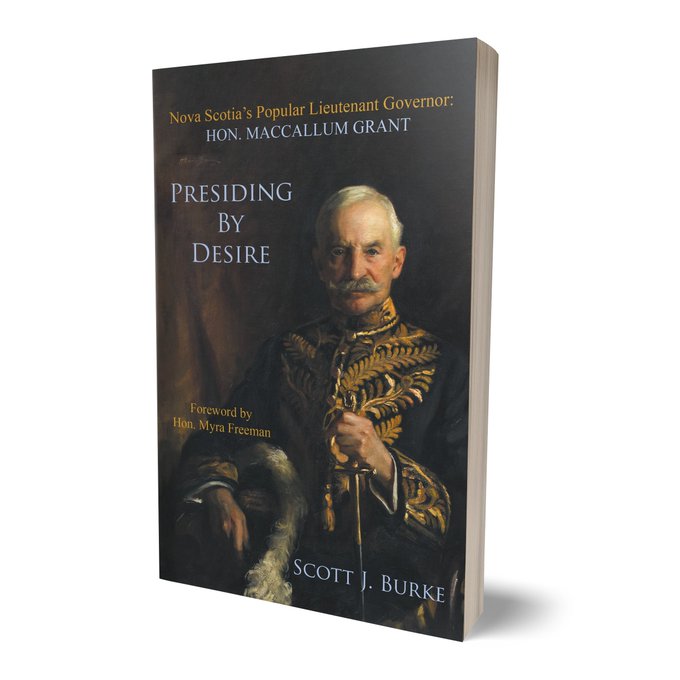 Nova Scotia's Popular Lieutenant Governor:
HON. MACCALLUM GRANT
PRESIDING
BY
DESIRE
Foreword by
Hon. Myra Freeman
SCOTT J. BURKE